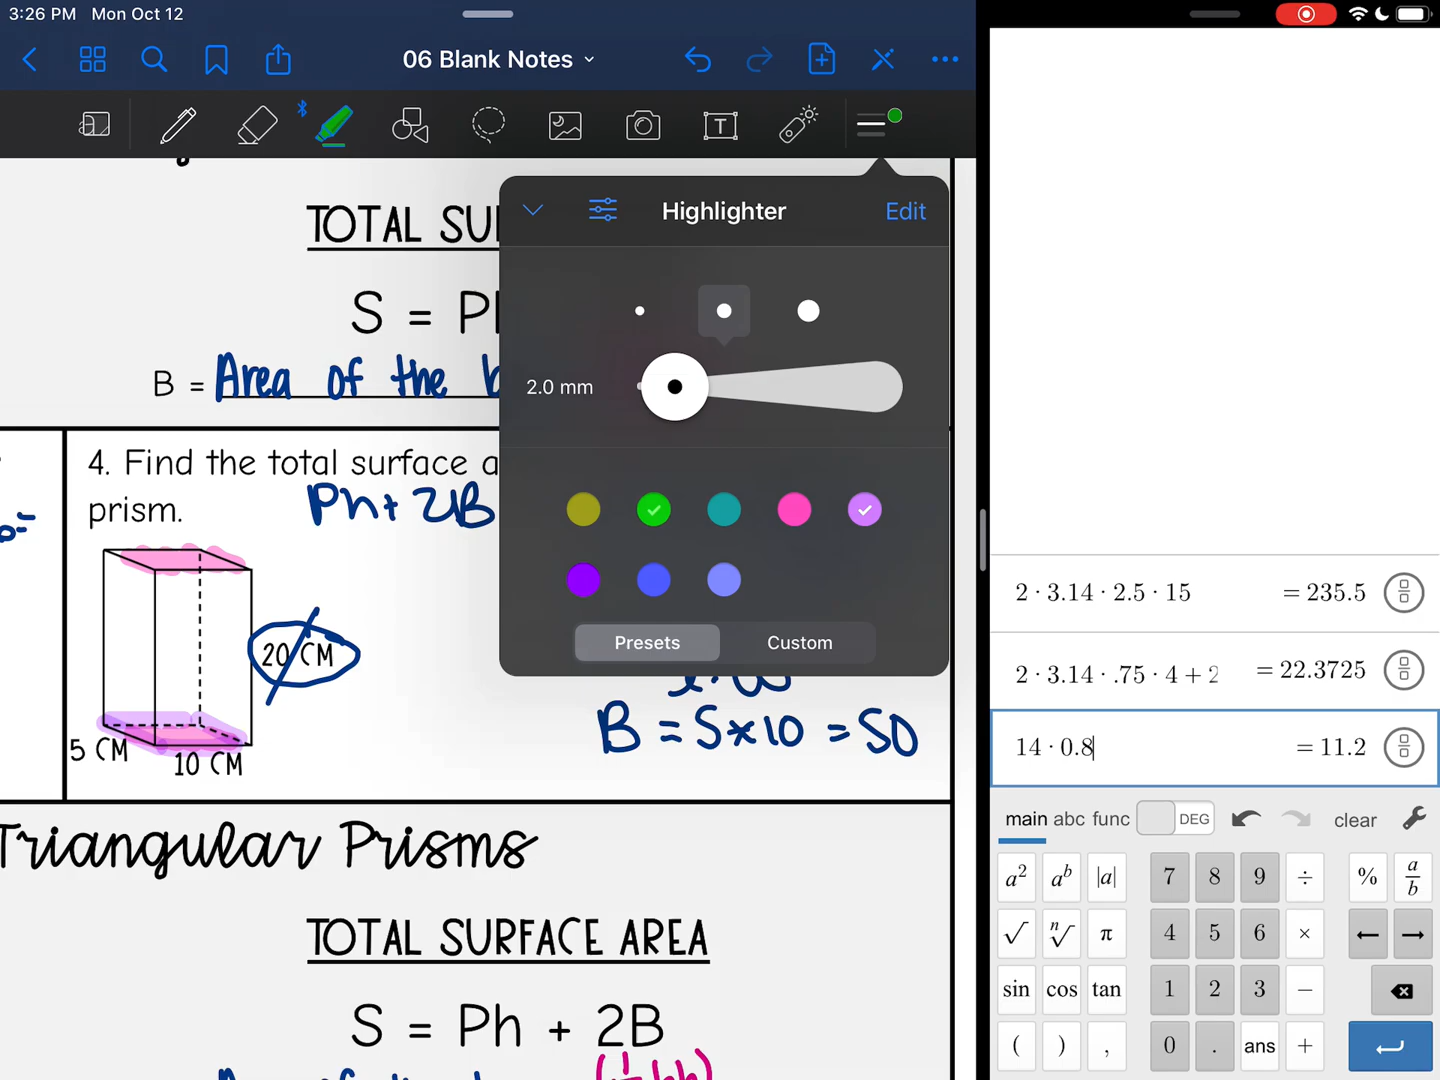 3:26 PM Mon Oct 12
06 Blank Notes
T
TOTAL SU
S = P
B = Area of the b
4. Find the total surface a
prism.
Ph + 2B
20 CM
5 CM
10 CM
B = 5 x 10 = 50
Triangular Prisms
TOTAL SURFACE AREA
S = Ph + 2B
Highlighter
Edit
2.0 mm
Presets
Custom
2 · 3.14 · 2.5 · 15 = 235.5
2 · 3.14 · .75 · 4 + 2 = 22.3725
14 · 0.8 = 11.2
main abc func DEG clear
a² aᵇ |a| 7 8 9 ÷ % a/b
√ ⁿ√ π 4 5 6 × ← →
sin cos tan 1 2 3 −
( ) , 0 . ans +